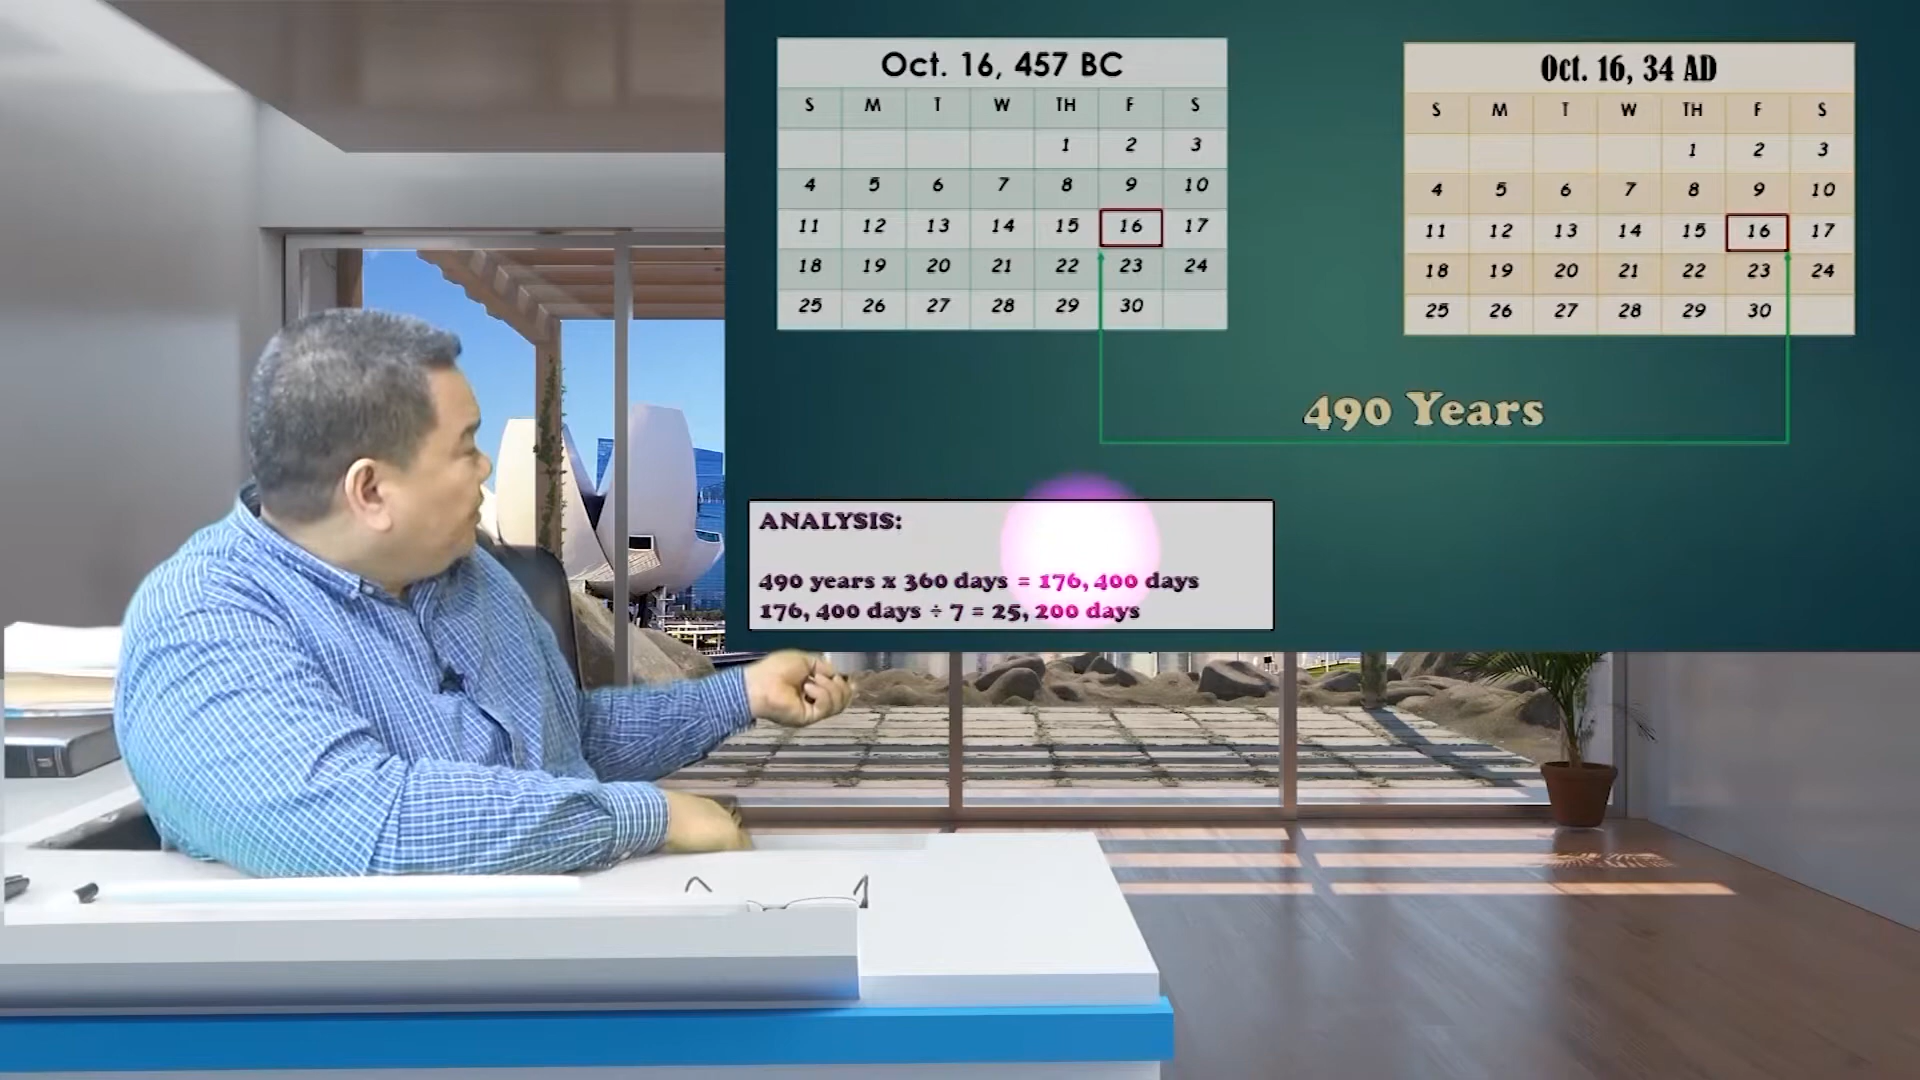 Oct. 16, 457 BC
S M T W TH F S
1 2 3
4 5 6 7 8 9 10
11 12 13 14 15 16 17
18 19 20 21 22 23 24
25 26 27 28 29 30
Oct. 16, 34 AD
S M T W TH F S
1 2 3
4 5 6 7 8 9 10
11 12 13 14 15 16 17
18 19 20 21 22 23 24
25 26 27 28 29 30
490 Years
ANALYSIS:
490 years x 360 days = 176, 400 days
176, 400 days ÷ 7 = 25, 200 days